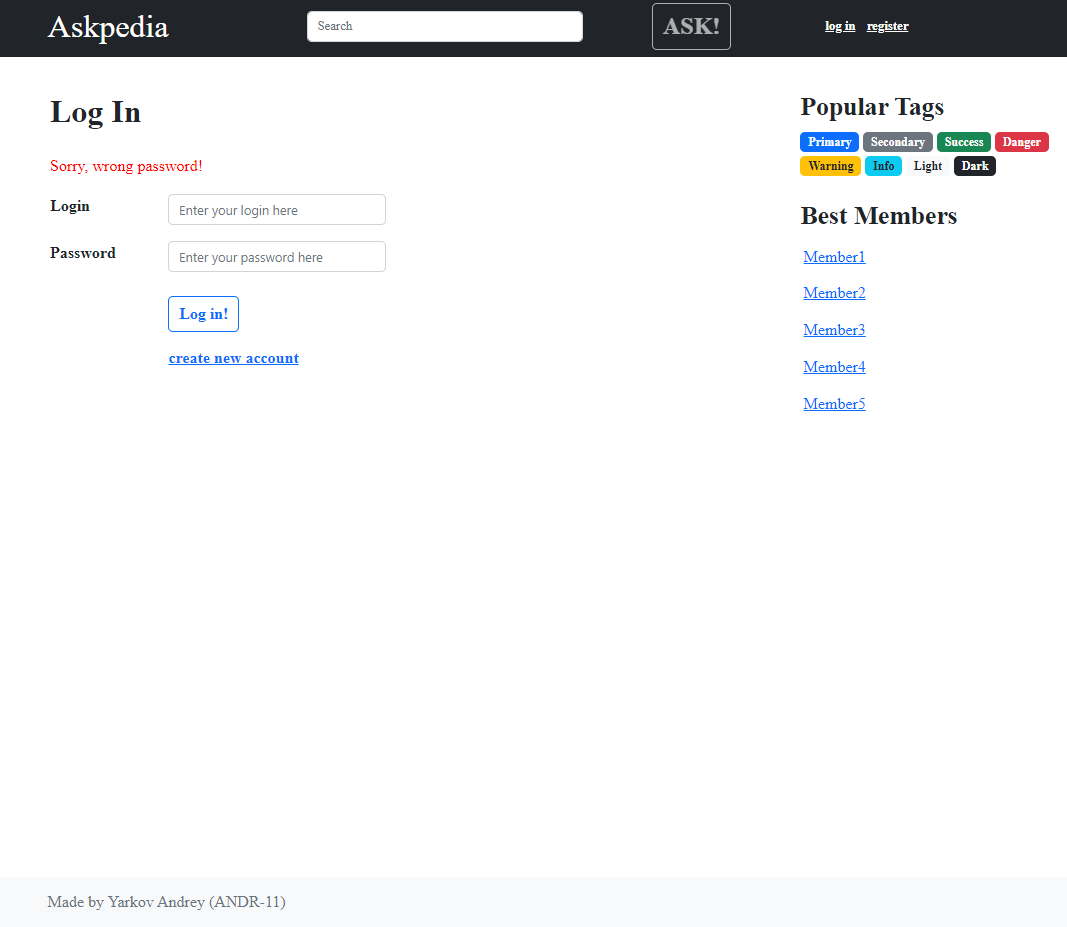 Askpedia
Search
ASK!
log in register
Log In
Sorry, wrong password!
Login
Enter your login here
Password
Enter your password here
Log in!
create new account
Popular Tags
Primary Secondary Success Danger
Warning Info Light Dark
Best Members
Member1
Member2
Member3
Member4
Member5
Made by Yarkov Andrey (ANDR-11)